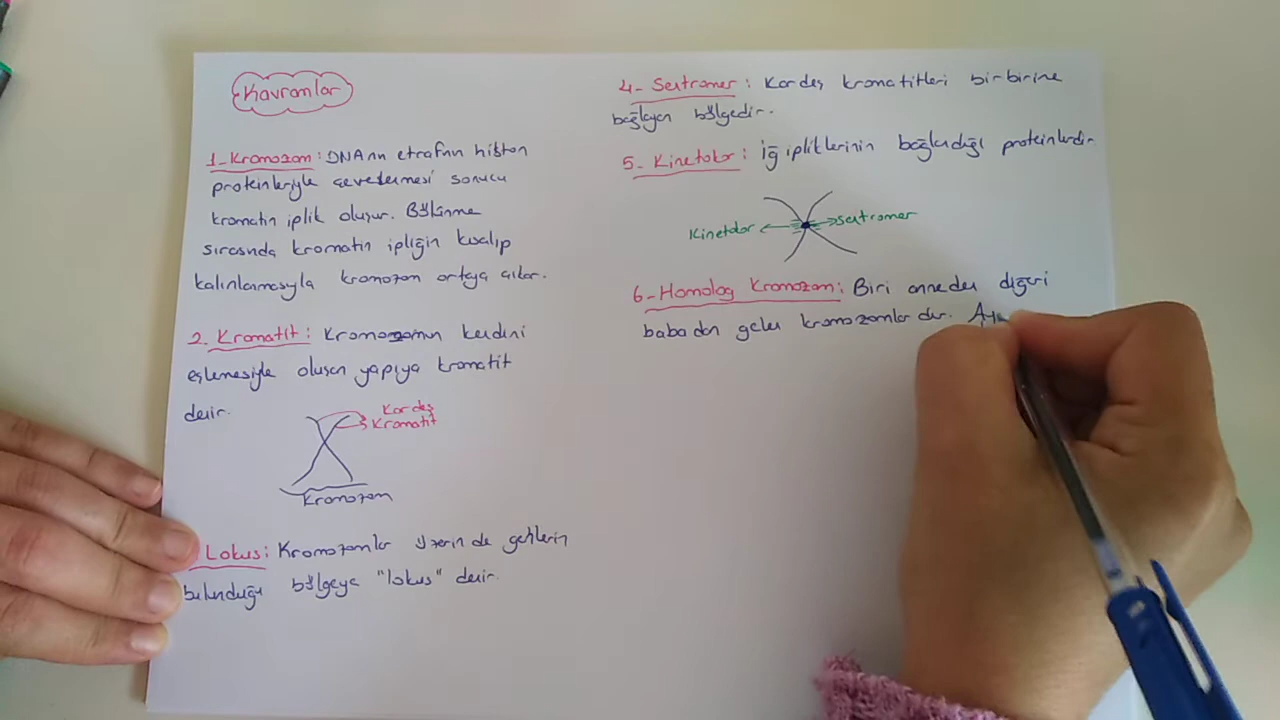 Kavramlar
1-Kromozom: DNA'nın etrafının histon
proteinleriyle çevrelenmesi sonucu
kromatin iplik oluşur. Bölünme
sırasında kromatin ipliğin kısalıp
kalınlaşmasıyla kromozom ortaya çıkar.
2. Kromatit: Kromozomun kendini
eşlemesiyle oluşan yapıya kromatit
denir.
Kardeş
Kromatit
Kromozom
Lokus: Kromozomlar üzerinde genlerin
bulunduğu bölgeye "lokus" denir.
4- Sentromer: Kardeş kromatitleri birbirine
bağlayan bölgedir.
5- Kinetokor: İğ ipliklerinin bağlandığı proteinlerdir
Kinetokor
sentromer
6-Homolog Kromozom: Biri anneden diğeri
babadan gelen kromozomlardır.